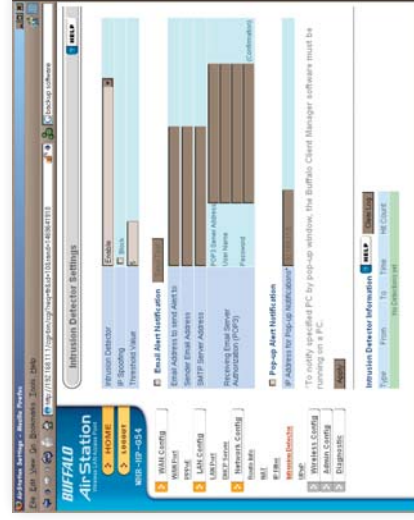 AirStation Settings - Mozilla Firefox
File Edit View Go Bookmarks Tools Help
backup software
BUFFALO
AirStation
HOME
LOGOUT
WHR-HP-G54
WAN Config
WAN Port
PPPoE
LAN Config
LAN Port
DHCP Server
Network Config
Route Info
NAT
IP Filter
Intrusion Detector
UPnP
Wireless Config
Admin Config
Diagnostic
Intrusion Detector Settings
HELP
Intrusion Detector
Enable
IP Spoofing
Block
Threshold Value
5
Email Alert Notification
Email Address to send Alert to
Sender Email Address
SMTP Server Address
Receiving Email Server Authorization (POP3)
POP3 Server Address
User Name
Password
(Confirmation)
Pop-up Alert Notification
IP Address for Pop-up Notifications*
*To notify specified PC by pop-up window, the Buffalo Client Manager software must be
running on a PC.
Apply
Intrusion Detector Information
HELP
Clear Log
Type From To Time Hit Count